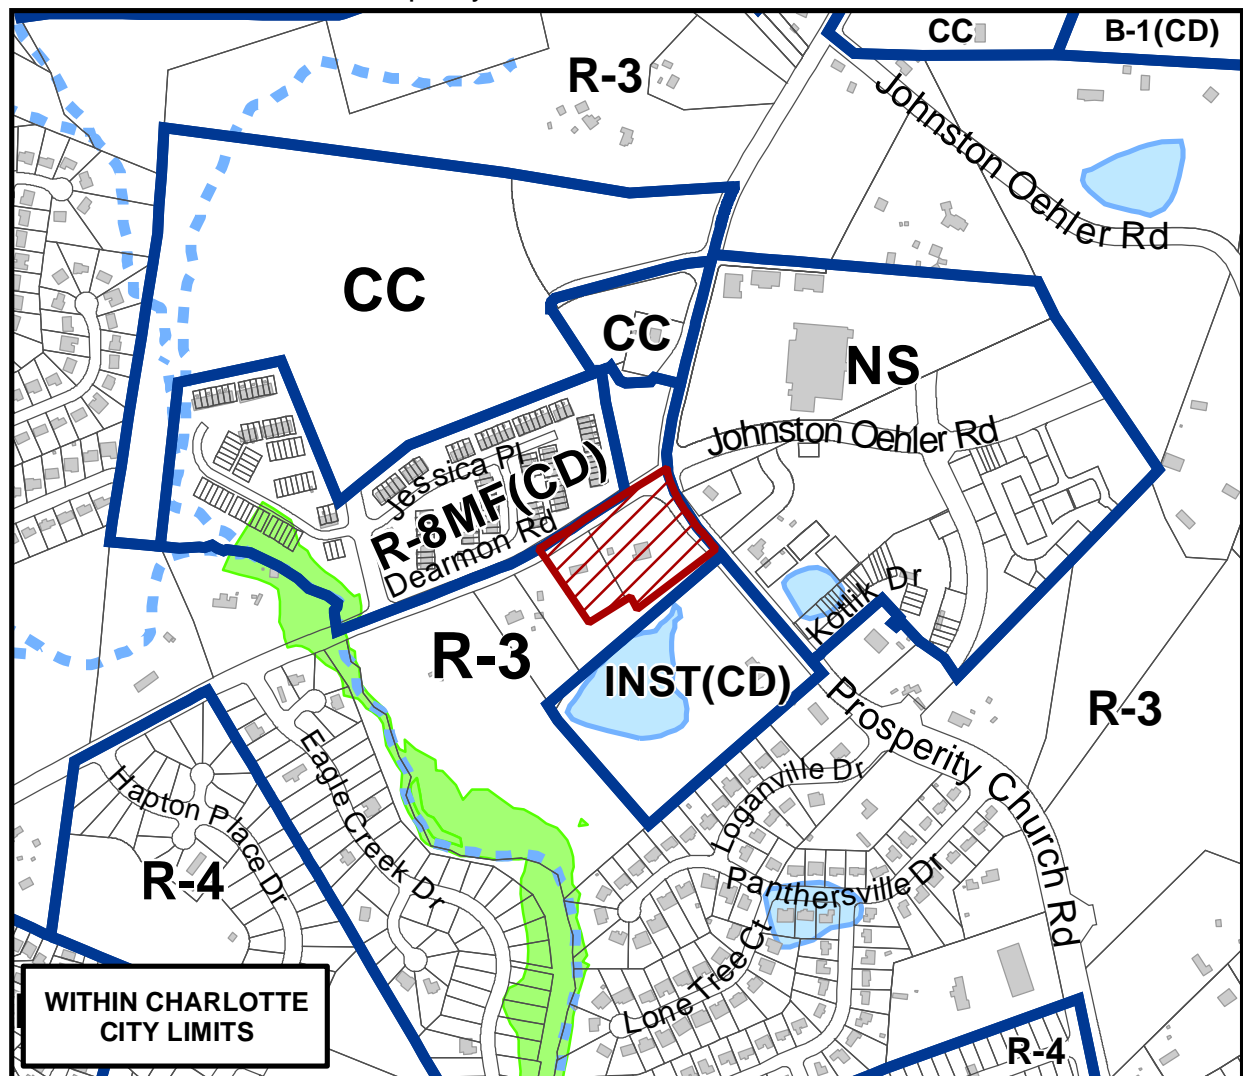 CC
B-1(CD)
R-3
Johnston Oehler Rd
CC
CC
NS
Johnston Oehler Rd
Jessica Pl
R-8MF(CD)
Dearmon Rd
Kotlik Dr
R-3
INST(CD)
R-3
Prosperity Church Rd
Eagle Creek Dr
Hapton Place Dr
Loganville Dr
R-4
Panthersville Dr
Lone Tree Ct
WITHIN CHARLOTTE
CITY LIMITS
R-4